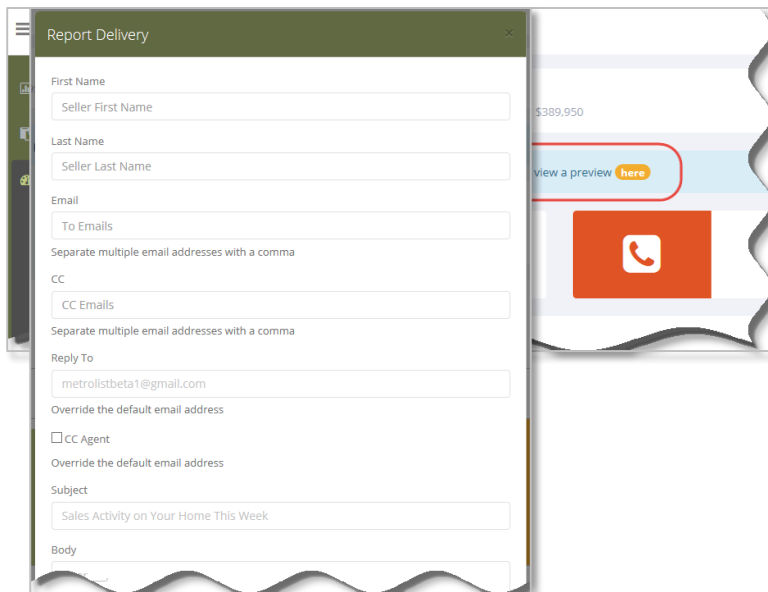 Report Delivery
×
First Name
Seller First Name
$389,950
Last Name
Seller Last Name
view a preview here
Email
To Emails
Separate multiple email addresses with a comma
CC
CC Emails
Separate multiple email addresses with a comma
Reply To
metrolistbeta1@gmail.com
Override the default email address
CC Agent
Override the default email address
Subject
Sales Activity on Your Home This Week
Body